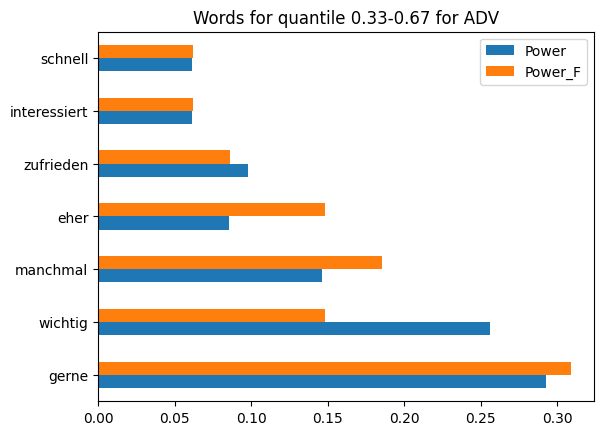 Words for quantile 0.33-0.67 for ADV
Power
Power_F
schnell
interessiert
zufrieden
eher
manchmal
wichtig
gerne
0.00 0.05 0.10 0.15 0.20 0.25 0.30